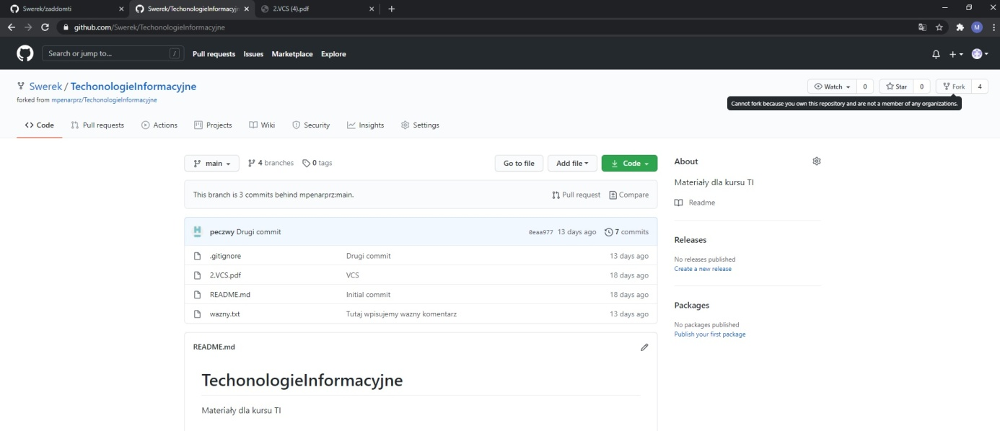 Swerek/zaddomti
Swerek/TechonologieInformacyjn
2.VCS (4).pdf
github.com/Swerek/TechonologieInformacyjne
M
Search or jump to... /
Pull requests Issues Marketplace Explore
Swerek / TechonologieInformacyjne
Watch 0 Star 0 Fork 4
forked from mpenarprz/TechonologieInformacyjne
Cannot fork because you own this repository and are not a member of any organizations.
Code Pull requests Actions Projects Wiki Security Insights Settings
main 4 branches 0 tags Go to file Add file Code
This branch is 3 commits behind mpenarprz:main. Pull request Compare
peczwy Drugi commit 0eaa977 13 days ago 7 commits
.gitignore Drugi commit 13 days ago
2.VCS.pdf VCS 18 days ago
README.md Initial commit 18 days ago
wazny.txt Tutaj wpisujemy wazny komentarz 13 days ago
README.md
TechonologieInformacyjne
Materiały dla kursu TI
About
Materiały dla kursu TI
Readme
Releases
No releases published
Create a new release
Packages
No packages published
Publish your first package